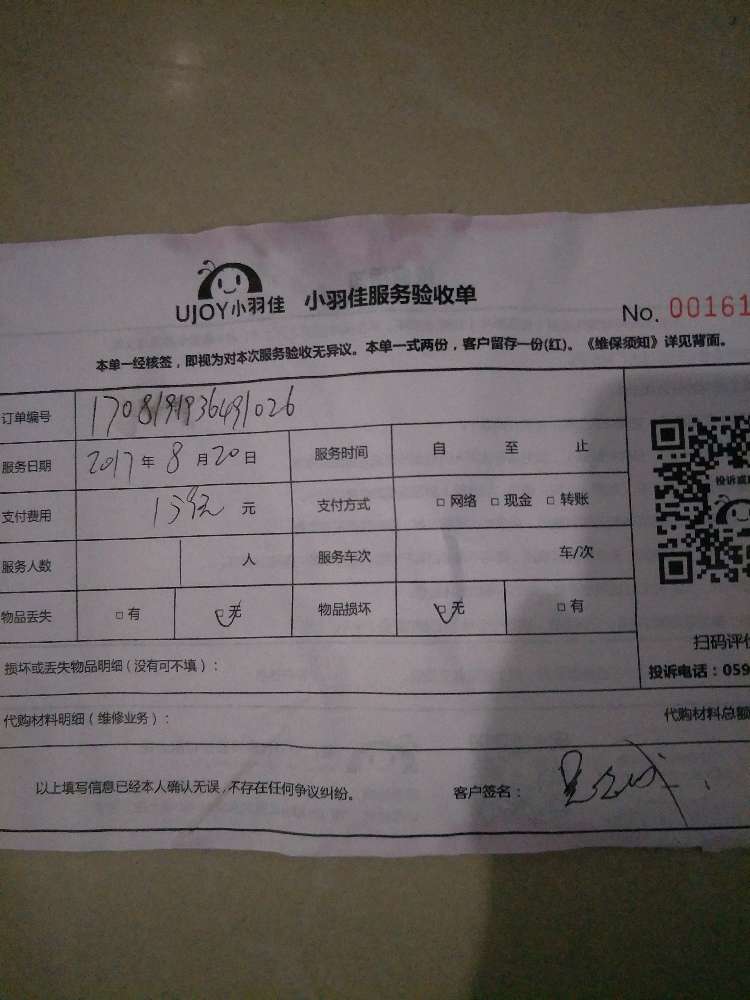 UJOY小羽佳 小羽佳服务验收单
No. 00161
本单一经核签，即视为对本次服务验收无异议。本单一式两份，客户留存一份(红)。《维保须知》详见背面。
订单编号 1708191936491026
服务日期 2017年8月20日 服务时间 自 至 止
支付费用 元 支付方式 □网络 □现金 □转账
服务人数 人 服务车次 车/次
物品丢失 □有 □无 物品损坏 □无 □有
投诉或
扫码评价
投诉电话：059
损坏或丢失物品明细（没有可不填）：
代购材料明细（维修业务）： 代购材料总额
以上填写信息已经本人确认无误，不存在任何争议纠纷。 客户签名：